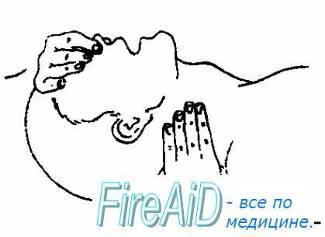 FireAiD - все по
медицине.-